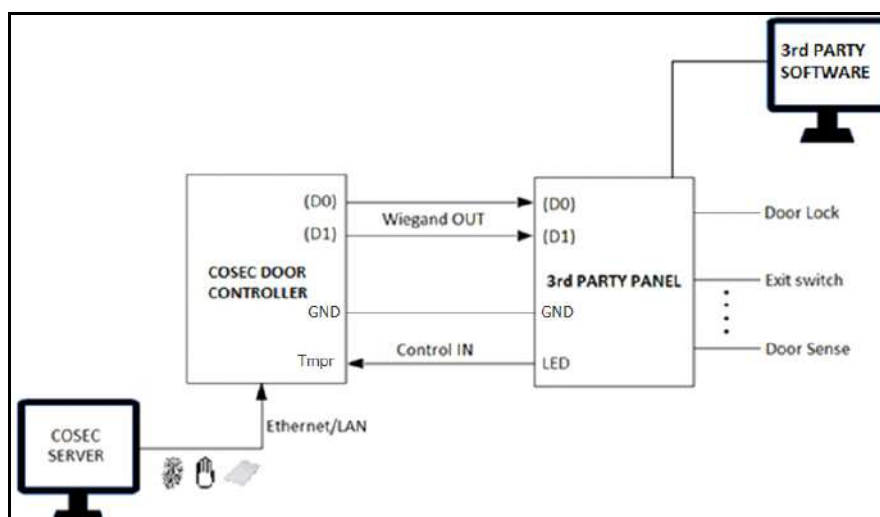 3rd PARTY
SOFTWARE
(D0)
Wiegand OUT
(D0)
(D1)
(D1)
Door Lock
COSEC DOOR
CONTROLLER
3rd PARTY PANEL
Exit switch
GND
GND
Control IN
Tmpr
LED
Door Sense
Ethernet/LAN
COSEC
SERVER